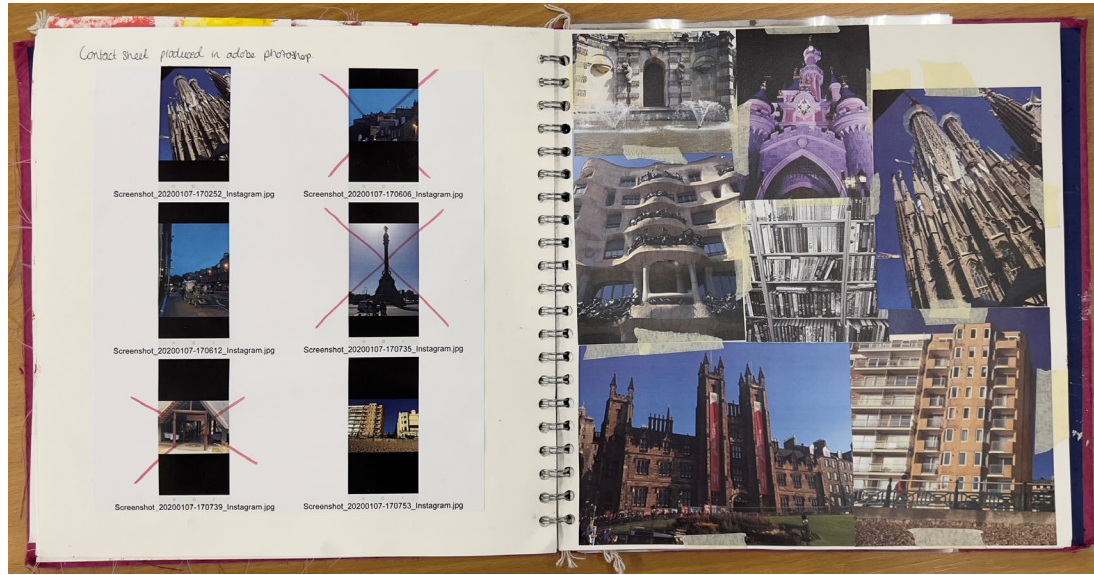 Contact sheet produced in adobe photoshop.
Screenshot_20200107-170252_Instagram.jpg
Screenshot_20200107-170606_Instagram.jpg
Screenshot_20200107-170612_Instagram.jpg
Screenshot_20200107-170735_Instagram.jpg
Screenshot_20200107-170739_Instagram.jpg
Screenshot_20200107-170753_Instagram.jpg